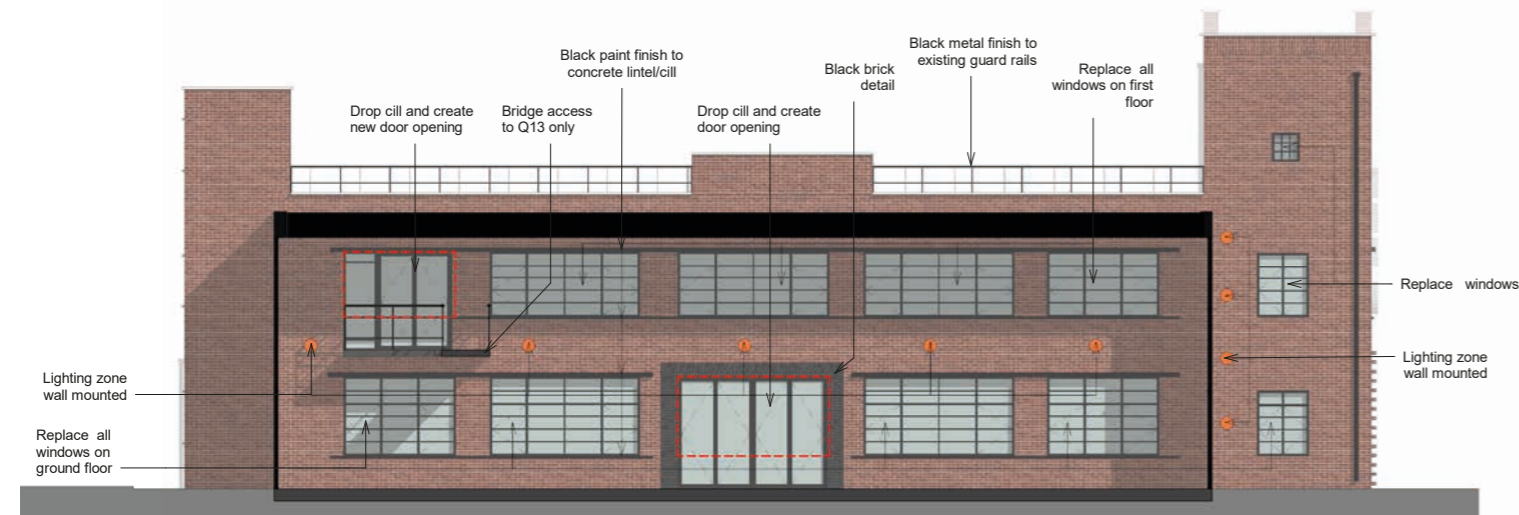 Black paint finish to
concrete lintel/cill
Black metal finish to
existing guard rails
Black brick
detail
Replace all
windows on first
floor
Drop cill and create
new door opening
Bridge access
to Q13 only
Drop cill and create
door opening
Replace windows
Lighting zone
wall mounted
Lighting zone
wall mounted
Replace all
windows on
ground floor